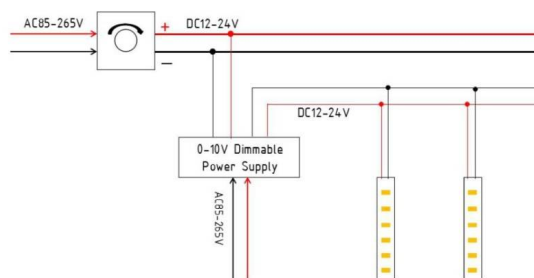 AC85-265V
+
DC12-24V
−
DC12-24V
0-10V Dimmable
Power Supply
AC85-265V